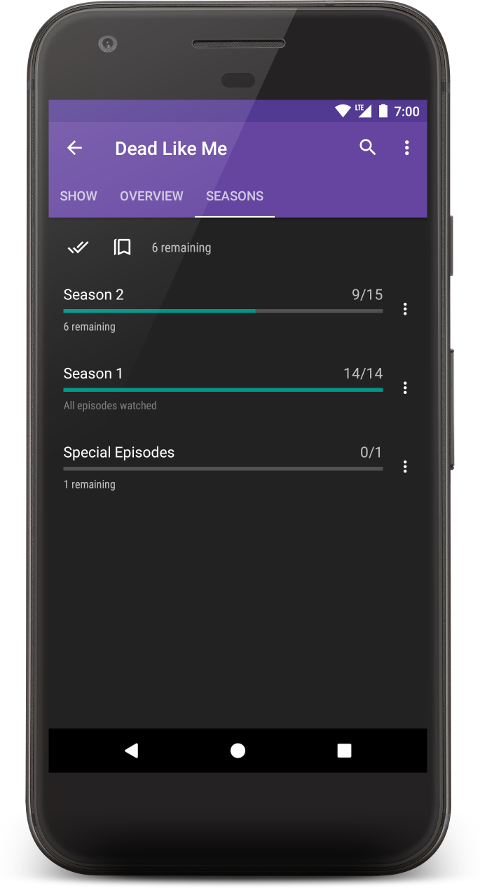 LTE 7:00
Dead Like Me
SHOW OVERVIEW SEASONS
6 remaining
Season 2 9/15
6 remaining
Season 1 14/14
All episodes watched
Special Episodes 0/1
1 remaining